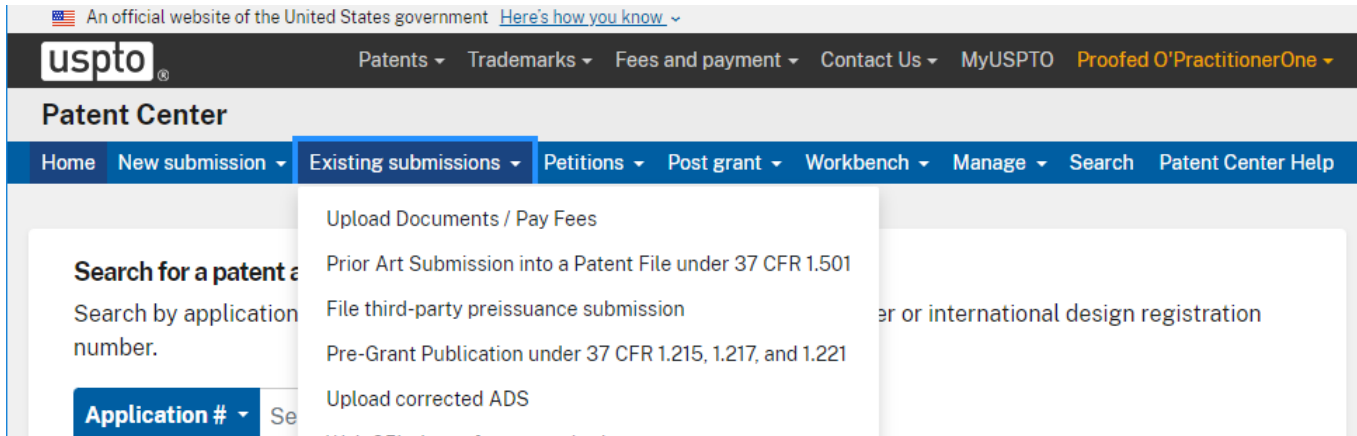 An official website of the United States government Here's how you know
uspto ®
Patents Trademarks Fees and payment Contact Us MyUSPTO Proofed O'PractitionerOne
Patent Center
Home New submission Existing submissions Petitions Post grant Workbench Manage Search Patent Center Help
Upload Documents / Pay Fees
Prior Art Submission into a Patent File under 37 CFR 1.501
File third-party preissuance submission
Pre-Grant Publication under 37 CFR 1.215, 1.217, and 1.221
Upload corrected ADS
Search for a patent
Search by application er or international design registration
number.
Application # Se